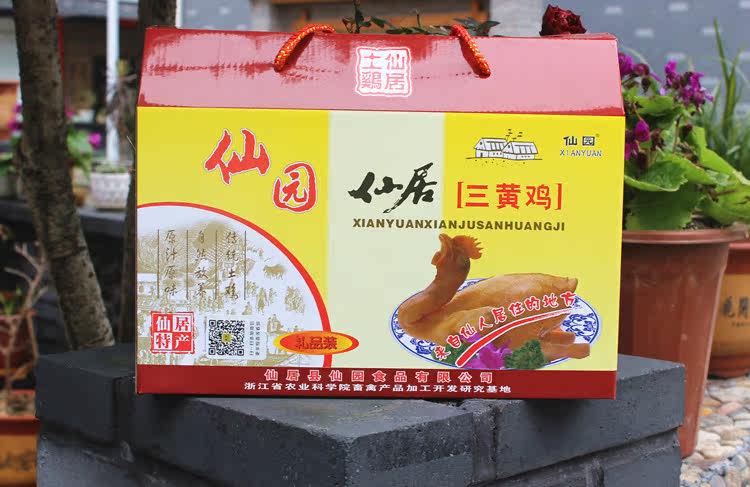 仙居
土鸡
仙园
XIANYUAN
仙园
仙居
[三黄鸡]
XIANYUANXIANJUSANHUANGJI
传统土鸡
自然放养
原汁原味
来自仙人居住的地方
仙居
特产
礼品装
仙居县仙园食品有限公司
浙江省农业科学院畜禽产品加工开发研究基地